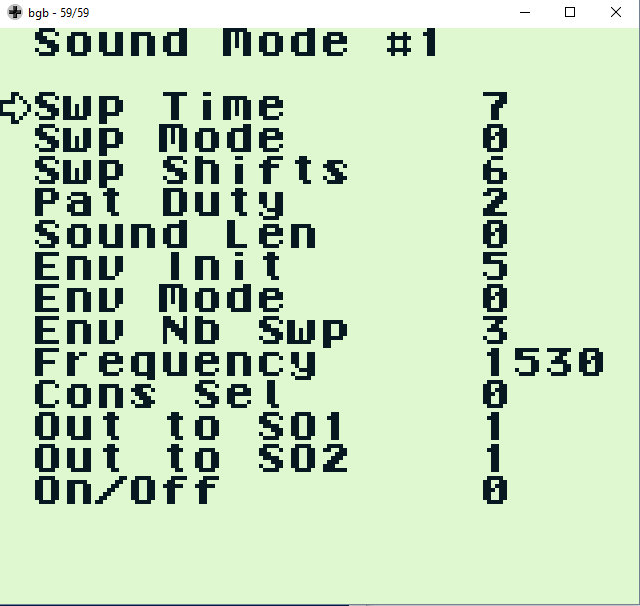 bgb - 59/59
Sound Mode #1
Swp Time 7
Swp Mode 0
Swp Shifts 6
Pat Duty 2
Sound Len 0
Env Init 5
Env Mode 0
Env Nb Swp 3
Frequency 1530
Cons Sel 0
Out to SO1 1
Out to SO2 1
On/Off 0